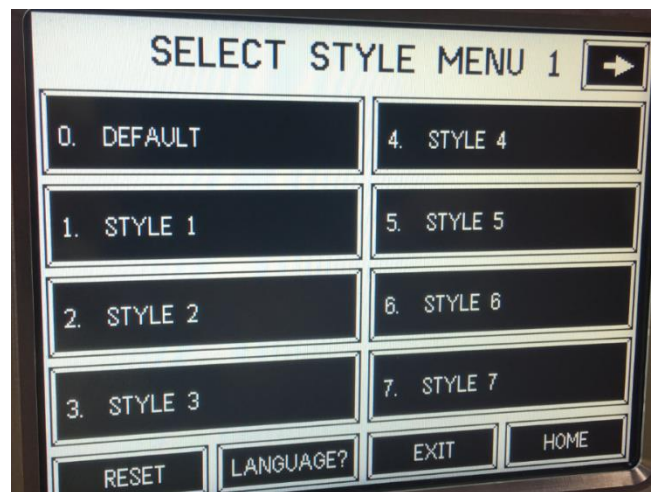 SELECT STYLE MENU 1
0. DEFAULT
1. STYLE 1
2. STYLE 2
3. STYLE 3
4. STYLE 4
5. STYLE 5
6. STYLE 6
7. STYLE 7
RESET
LANGUAGE?
EXIT
HOME